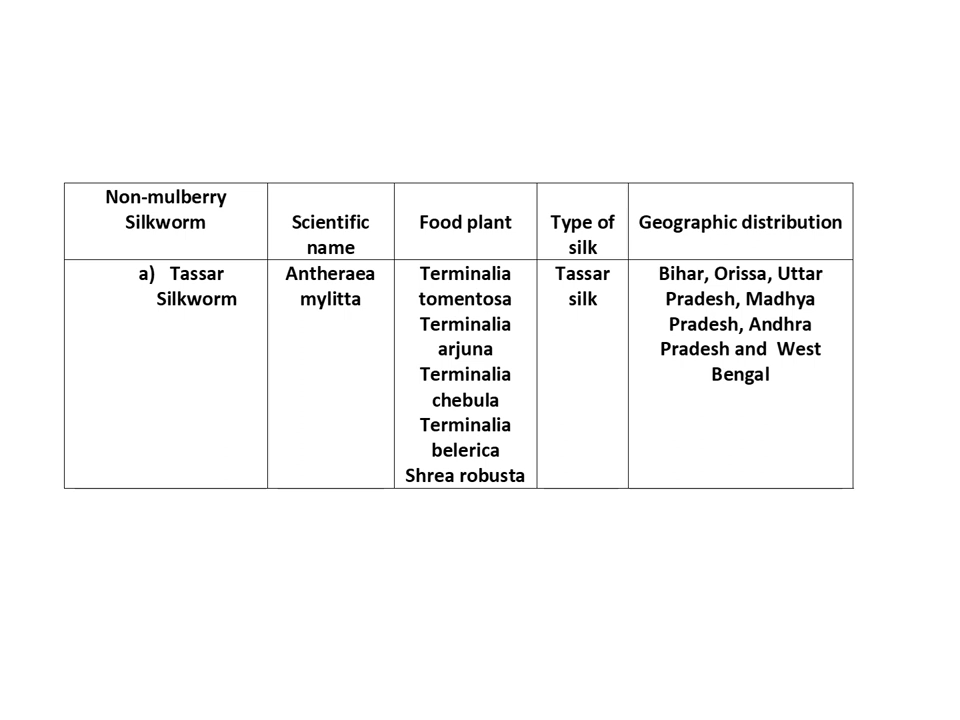 Non-mulberry
Silkworm
Scientific
name
Food plant
Type of
silk
Geographic distribution
a) Tassar
Silkworm
Antheraea
mylitta
Terminalia
tomentosa
Terminalia
arjuna
Terminalia
chebula
Terminalia
belerica
Shrea robusta
Tassar
silk
Bihar, Orissa, Uttar
Pradesh, Madhya
Pradesh, Andhra
Pradesh and West
Bengal